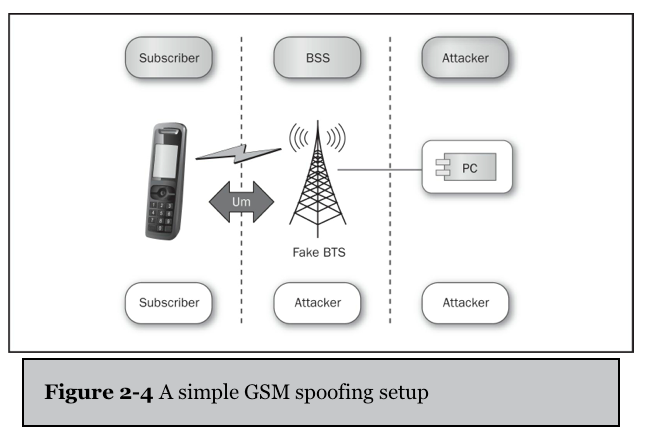 Subscriber
BSS
Attacker
Um
PC
Fake BTS
Subscriber
Attacker
Attacker
Figure 2-4 A simple GSM spoofing setup